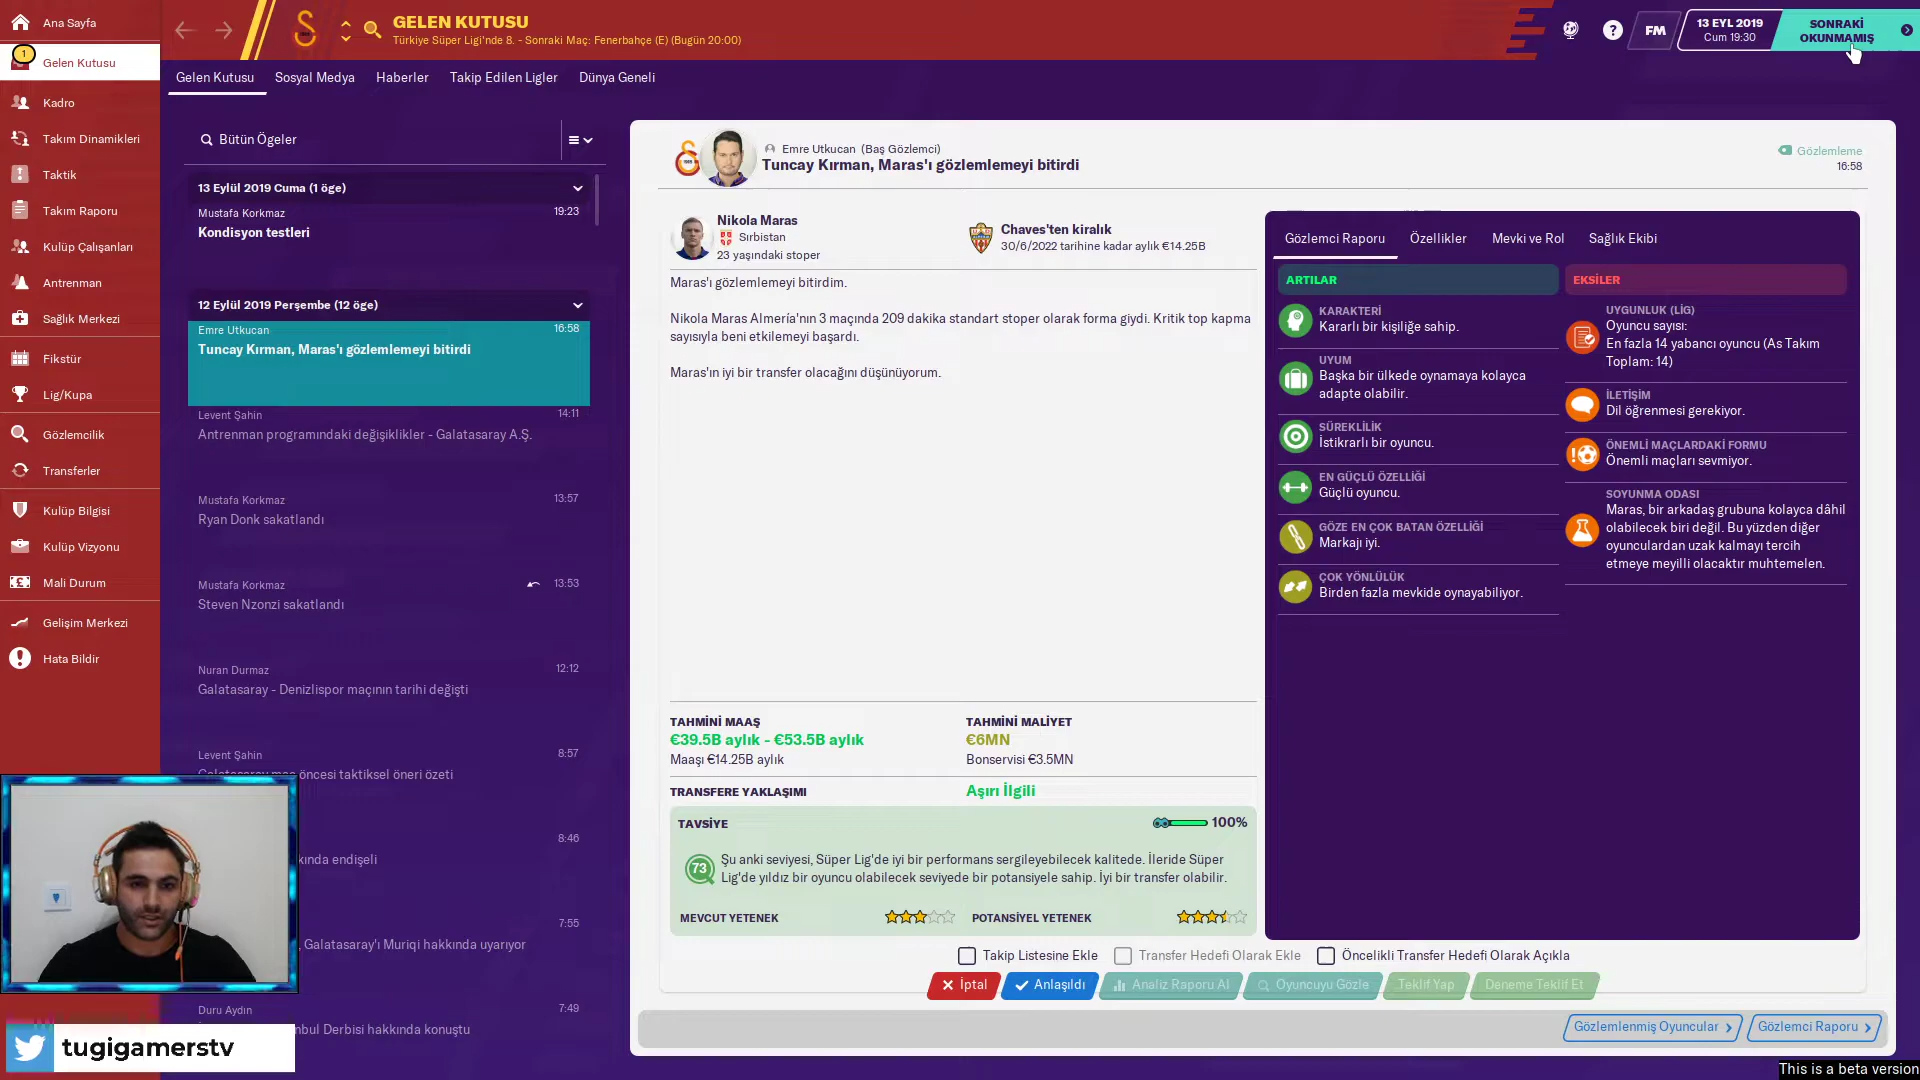 Ana Sayfa
1
Gelen Kutusu
Kadro
Takım Dinamikleri
Taktik
Takım Raporu
Kulüp Çalışanları
Antrenman
Sağlık Merkezi
Fikstür
Lig/Kupa
Gözlemcilik
Transferler
Kulüp Bilgisi
Kulüp Vizyonu
Mali Durum
Gelişim Merkezi
Hata Bildir
GELEN KUTUSU
Türkiye Süper Ligi'nde 8. - Sonraki Maç: Fenerbahçe (E) (Bugün 20:00)
FM
13 EYL 2019
Cum 19:30
SONRAKİ
OKUNMAMIŞ
Gelen Kutusu
Sosyal Medya
Haberler
Takip Edilen Ligler
Dünya Geneli
Bütün Ögeler
13 Eylül 2019 Cuma (1 öge)
Mustafa Korkmaz 19:23
Kondisyon testleri
12 Eylül 2019 Perşembe (12 öge)
Emre Utkucan 16:58
Tuncay Kırman, Maras'ı gözlemlemeyi bitirdi
Levent Şahin 14:11
Antrenman programındaki değişiklikler - Galatasaray A.Ş.
Mustafa Korkmaz 13:57
Ryan Donk sakatlandı
Mustafa Korkmaz 13:53
Steven Nzonzi sakatlandı
Nuran Durmaz 12:12
Galatasaray - Denizlispor maçının tarihi değişti
Levent Şahin 8:57
Galatasaray maç öncesi taktiksel öneri özeti
8:46
kında endişeli
7:55
, Galatasaray'ı Muriqi hakkında uyarıyor
Duru Aydın 7:49
nbul Derbisi hakkında konuştu
tugigamerstv
Emre Utkucan (Baş Gözlemci)
Tuncay Kırman, Maras'ı gözlemlemeyi bitirdi
Gözlemleme
16:58
Nikola Maras
Sırbistan
23 yaşındaki stoper
Chaves'ten kiralık
30/6/2022 tarihine kadar aylık €14.25B
Maras'ı gözlemlemeyi bitirdim.
Nikola Maras Almería'nın 3 maçında 209 dakika standart stoper olarak forma giydi. Kritik top kapma
sayısıyla beni etkilemeyi başardı.
Maras'ın iyi bir transfer olacağını düşünüyorum.
TAHMİNİ MAAŞ
€39.5B aylık - €53.5B aylık
Maaşı €14.25B aylık
TAHMİNİ MALİYET
€6MN
Bonservisi €3.5MN
TRANSFERE YAKLAŞIMI Aşırı İlgili
TAVSİYE 100%
73
Şu anki seviyesi, Süper Lig'de iyi bir performans sergileyebilecek kalitede. İleride Süper
Lig'de yıldız bir oyuncu olabilecek seviyede bir potansiyele sahip. İyi bir transfer olabilir.
MEVCUT YETENEK POTANSİYEL YETENEK
Gözlemci Raporu
Özellikler
Mevki ve Rol
Sağlık Ekibi
ARTILAR
KARAKTERİ
Kararlı bir kişiliğe sahip.
UYUM
Başka bir ülkede oynamaya kolayca
adapte olabilir.
SÜREKLİLİK
İstikrarlı bir oyuncu.
EN GÜÇLÜ ÖZELLİĞİ
Güçlü oyuncu.
GÖZE EN ÇOK BATAN ÖZELLİĞİ
Markajı iyi.
ÇOK YÖNLÜLÜK
Birden fazla mevkide oynayabiliyor.
EKSİLER
UYGUNLUK (LİG)
Oyuncu sayısı:
En fazla 14 yabancı oyuncu (As Takım
Toplam: 14)
İLETİŞİM
Dil öğrenmesi gerekiyor.
ÖNEMLİ MAÇLARDAKİ FORMU
Önemli maçları sevmiyor.
SOYUNMA ODASI
Maras, bir arkadaş grubuna kolayca dâhil
olabilecek biri değil. Bu yüzden diğer
oyunculardan uzak kalmayı tercih
etmeye meyilli olacaktır muhtemelen.
Takip Listesine Ekle
Transfer Hedefi Olarak Ekle
Öncelikli Transfer Hedefi Olarak Açıkla
İptal
Anlaşıldı
Analiz Raporu Al
Oyuncuyu Gözle
Teklif Yap
Deneme Teklif Et
Gözlemlenmiş Oyuncular
Gözlemci Raporu
This is a beta version